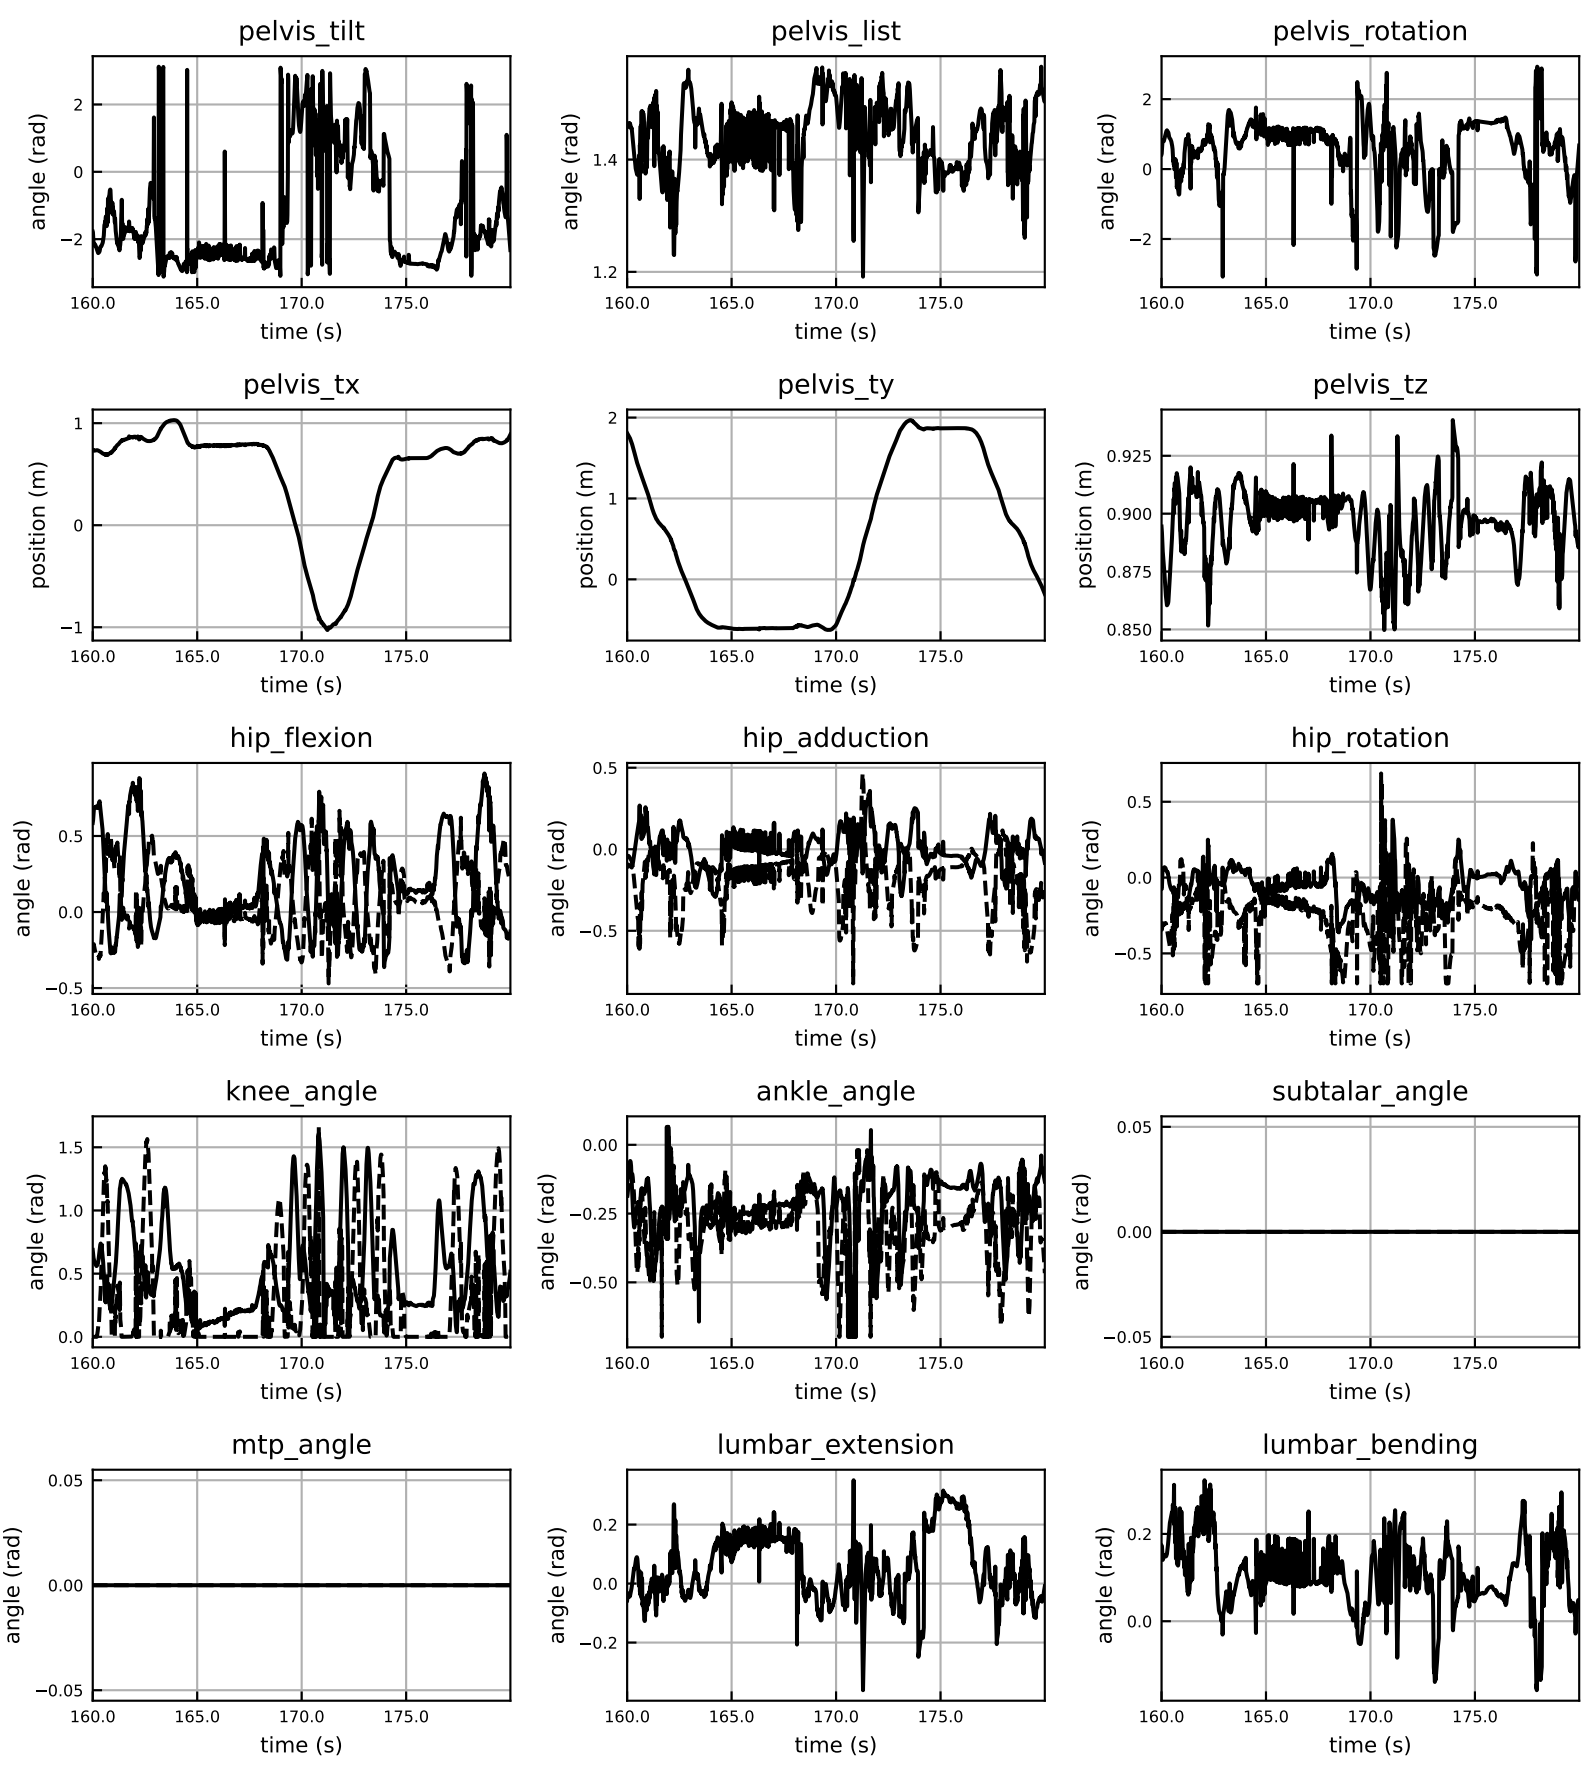 pelvis_tilt pelvis_list pelvis_rotation
angle (rad) 2 0 −2 160.0 165.0 170.0 175.0 time (s)
angle (rad) 1.4 1.2 160.0 165.0 170.0 175.0 time (s)
angle (rad) 2 0 −2 160.0 165.0 170.0 175.0 time (s)
pelvis_tx pelvis_ty pelvis_tz
position (m) 1 0 −1 160.0 165.0 170.0 175.0 time (s)
position (m) 2 1 0 160.0 165.0 170.0 175.0 time (s)
position (m) 0.925 0.900 0.875 0.850 160.0 165.0 170.0 175.0 time (s)
hip_flexion hip_adduction hip_rotation
angle (rad) 0.5 0.0 −0.5 160.0 165.0 170.0 175.0 time (s)
angle (rad) 0.5 0.0 −0.5 160.0 165.0 170.0 175.0 time (s)
angle (rad) 0.5 0.0 −0.5 160.0 165.0 170.0 175.0 time (s)
knee_angle ankle_angle subtalar_angle
angle (rad) 1.5 1.0 0.5 0.0 160.0 165.0 170.0 175.0 time (s)
angle (rad) 0.00 −0.25 −0.50 160.0 165.0 170.0 175.0 time (s)
angle (rad) 0.05 0.00 −0.05 160.0 165.0 170.0 175.0 time (s)
mtp_angle lumbar_extension lumbar_bending
angle (rad) 0.05 0.00 −0.05 160.0 165.0 170.0 175.0 time (s)
angle (rad) 0.2 0.0 −0.2 160.0 165.0 170.0 175.0 time (s)
angle (rad) 0.2 0.0 160.0 165.0 170.0 175.0 time (s)